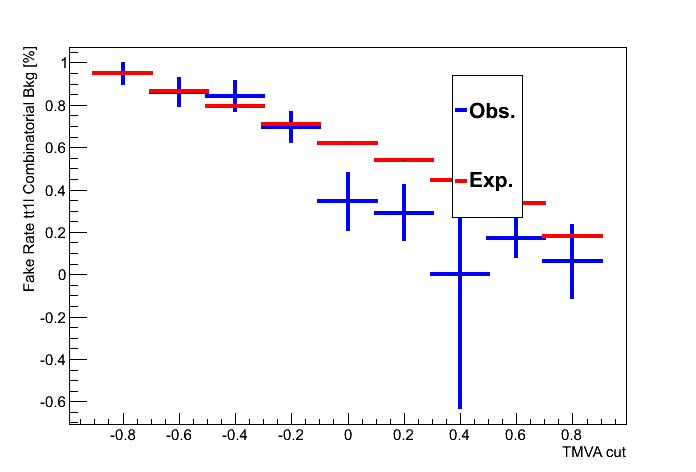 Fake Rate tt1l Combinatorial Bkg [%]
1
0.8
0.6
0.4
0.2
0
-0.2
-0.4
-0.6
Obs.
Exp.
-0.8 -0.6 -0.4 -0.2 0 0.2 0.4 0.6 0.8
TMVA cut